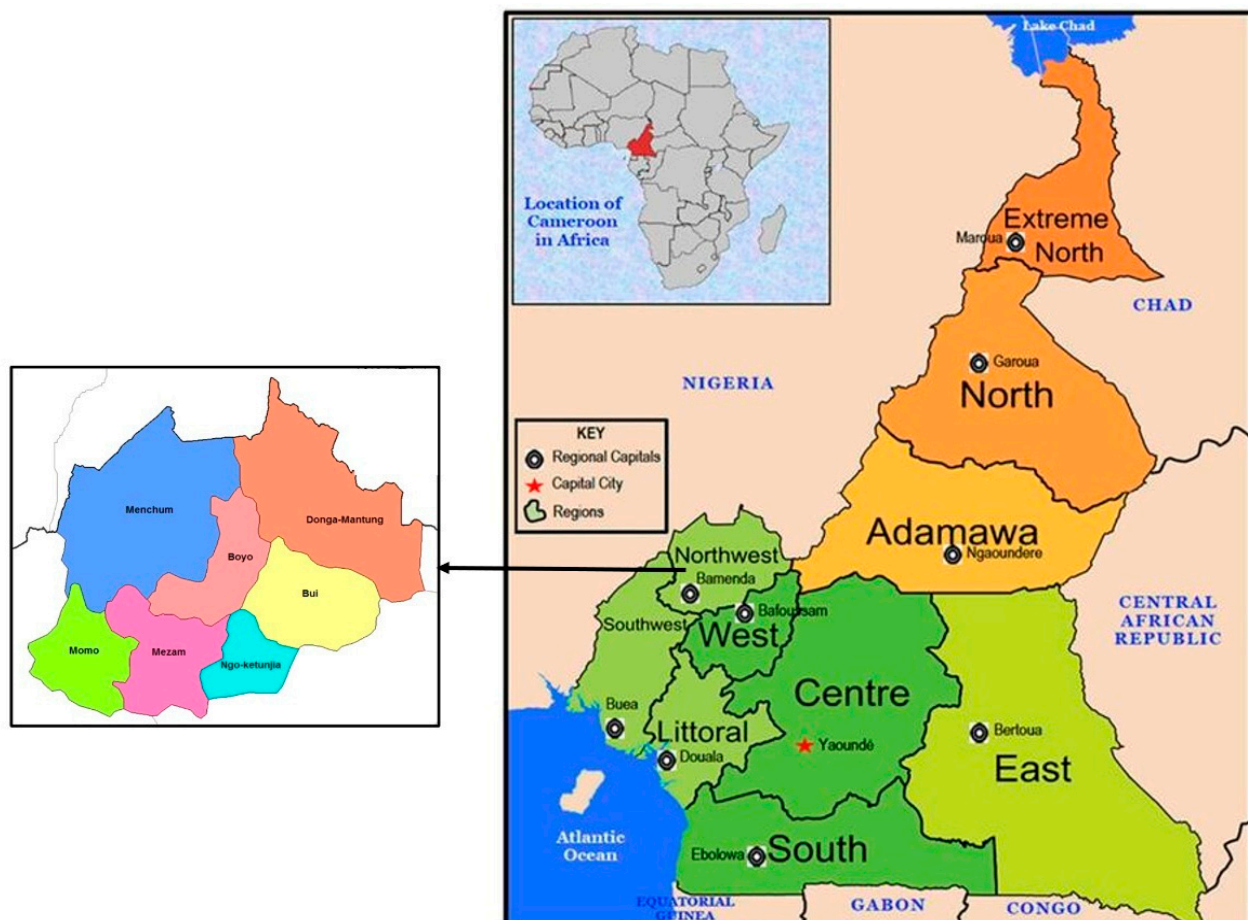 Lake Chad
Location of
Cameroon
in Africa
Extreme
North
Maroua
CHAD
Garoua
North
NIGERIA
KEY
Regional Capitals
Capital City
Regions
Adamawa
Ngaoundere
Northwest
Bamenda
Bafoussam
West
Southwest
CENTRAL
AFRICAN
REPUBLIC
Centre
Buea
Littoral
Douala
Yaoundé
Bertoua
East
Atlantic
Ocean
Ebolowa
South
EQUATORIAL
GUINEA
GABON
CONGO
Menchum
Donga-Mantung
Boyo
Bui
Momo
Mezam
Ngo-ketunjia